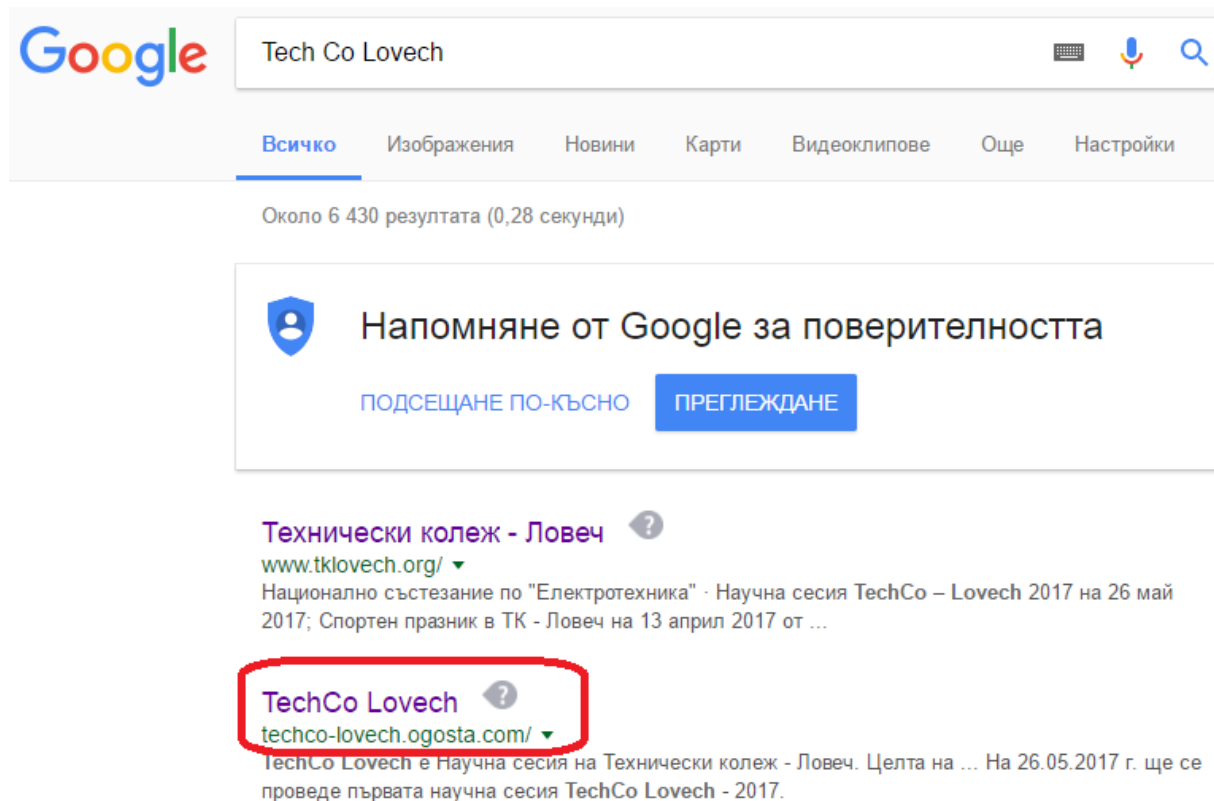 Google
Tech Co Lovech
Всичко Изображения Новини Карти Видеоклипове Още Настройки
Около 6 430 резултата (0,28 секунди)
Напомняне от Google за поверителността
ПОДСЕЩАНЕ ПО-КЪСНО ПРЕГЛЕЖДАНЕ
Технически колеж - Ловеч ?
www.tklovech.org/
Национално състезание по "Електротехника" · Научна сесия TechCo – Lovech 2017 на 26 май
2017; Спортен празник в ТК - Ловеч на 13 април 2017 от ...
TechCo Lovech ?
techco-lovech.ogosta.com/
TechCo Lovech е Научна сесия на Технически колеж - Ловеч. Целта на ... На 26.05.2017 г. ще се
проведе първата научна сесия TechCo Lovech - 2017.